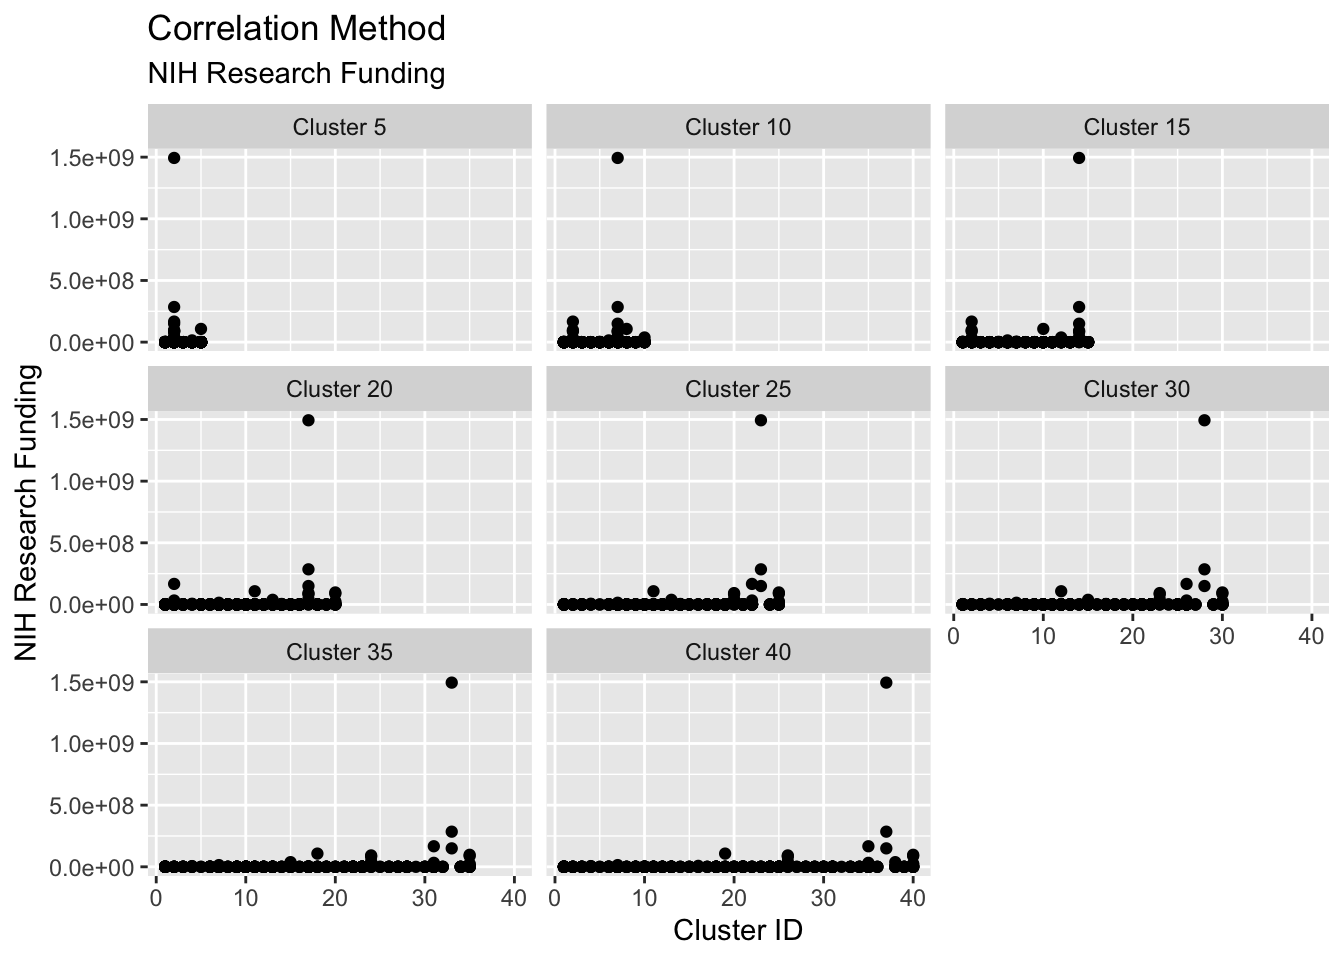 Correlation Method
NIH Research Funding
Cluster 5
Cluster 10
Cluster 15
1.5e+09
1.0e+09
5.0e+08
0.0e+00
Cluster 20
Cluster 25
Cluster 30
1.5e+09
1.0e+09
5.0e+08
0.0e+00
0 10 20 30 40
Cluster 35
Cluster 40
1.5e+09
1.0e+09
5.0e+08
0.0e+00
0 10 20 30 40
0 10 20 30 40
Cluster ID
NIH Research Funding